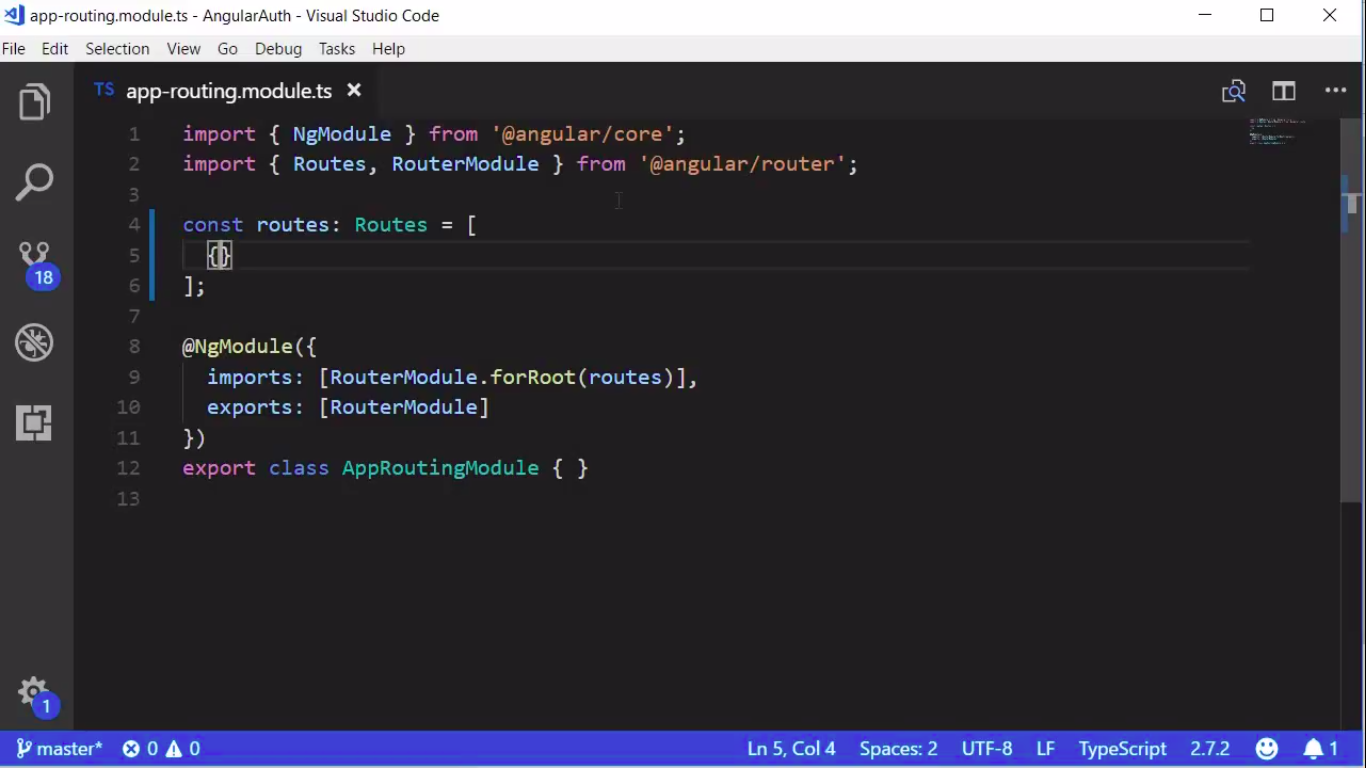 app-routing.module.ts - AngularAuth - Visual Studio Code
File Edit Selection View Go Debug Tasks Help
TS app-routing.module.ts
1 import { NgModule } from '@angular/core';
2 import { Routes, RouterModule } from '@angular/router';
3
4 const routes: Routes = [
5 {}
6 ];
7
8 @NgModule({
9 imports: [RouterModule.forRoot(routes)],
10 exports: [RouterModule]
11 })
12 export class AppRoutingModule { }
13
18
1
master* 0 0 Ln 5, Col 4 Spaces: 2 UTF-8 LF TypeScript 2.7.2 1